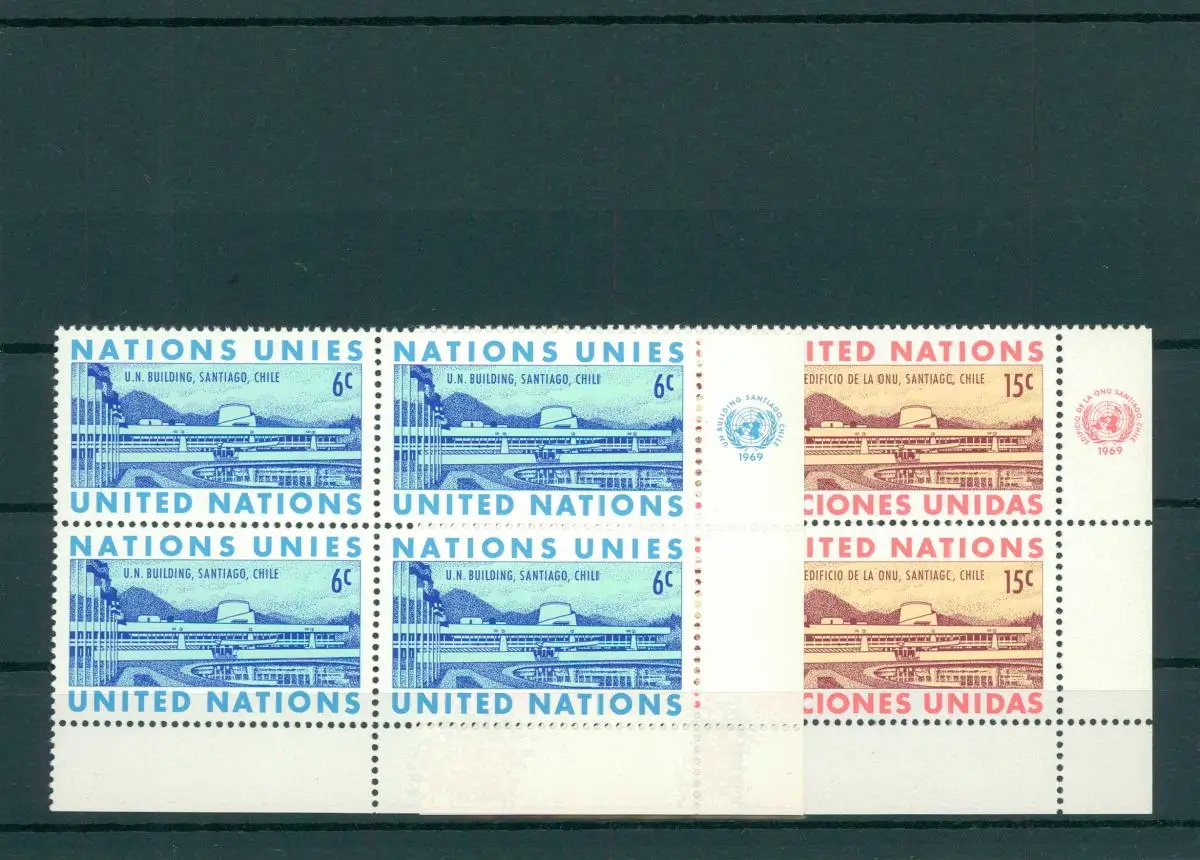 NATIONS UNIES
U.N. BUILDING, SANTIAGO, CHILE
6c
UNITED NATIONS
NATIONS UNIES
U.N. BUILDING, SANTIAGO, CHILE
6c
UNITED NATIONS
UN BUILDING SANTIAGO, CHILE
1969
ITED NATIONS
EDIFICIO DE LA ONU, SANTIAGO, CHILE
15c
CIONES UNIDAS
EDIFICIO DE LA ONU SANTIAGO, CHILE
1969
NATIONS UNIES
U.N. BUILDING, SANTIAGO, CHILE
6c
UNITED NATIONS
NATIONS UNIES
U.N. BUILDING, SANTIAGO, CHILE
6c
UNITED NATIONS
ITED NATIONS
EDIFICIO DE LA ONU, SANTIAGO, CHILE
15c
CIONES UNIDAS